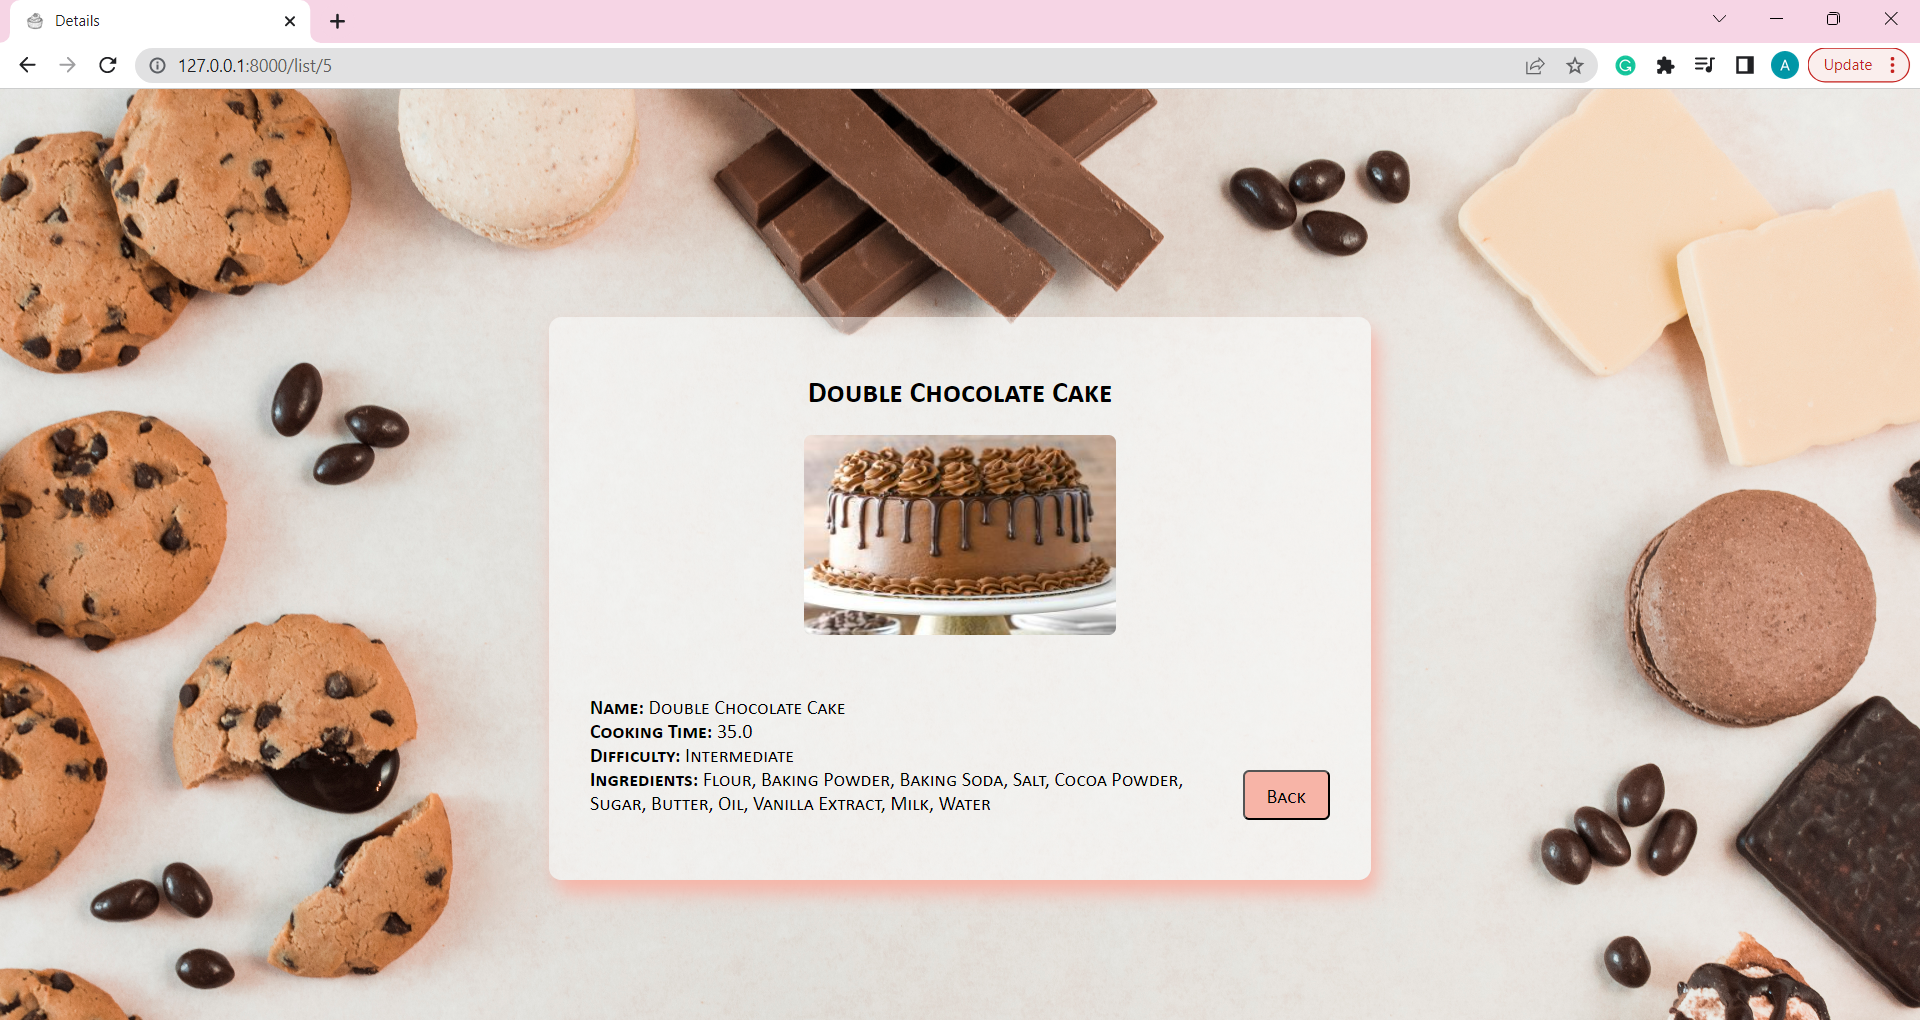 Details
127.0.0.1:8000/list/5
A
Update
Double Chocolate Cake
Name: Double Chocolate Cake
Cooking Time: 35.0
Difficulty: Intermediate
Ingredients: Flour, Baking Powder, Baking Soda, Salt, Cocoa Powder,
Sugar, Butter, Oil, Vanilla Extract, Milk, Water
Back